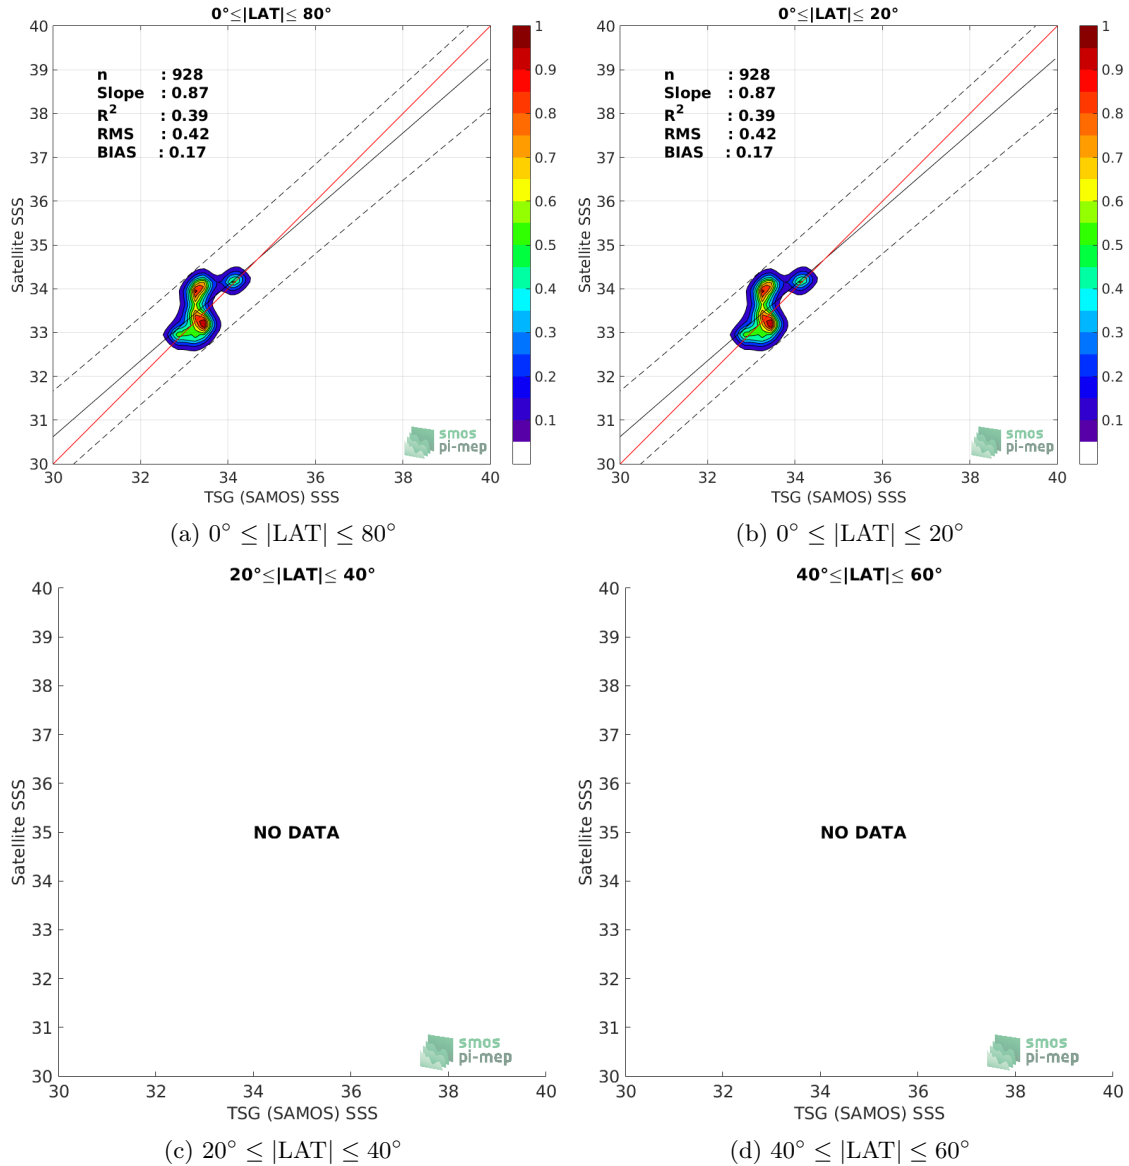 0°≤|LAT|≤ 80°
40
39
38
37
36
35
34
33
32
31
30
Satellite SSS
n : 928
Slope : 0.87
R² : 0.39
RMS : 0.42
BIAS : 0.17
30 32 34 36 38 40
TSG (SAMOS) SSS
1
0.9
0.8
0.7
0.6
0.5
0.4
0.3
0.2
0.1
smos
pi-mep
(a) 0° ≤ |LAT| ≤ 80°
0°≤|LAT|≤ 20°
40
39
38
37
36
35
34
33
32
31
30
Satellite SSS
n : 928
Slope : 0.87
R² : 0.39
RMS : 0.42
BIAS : 0.17
30 32 34 36 38 40
TSG (SAMOS) SSS
1
0.9
0.8
0.7
0.6
0.5
0.4
0.3
0.2
0.1
smos
pi-mep
(b) 0° ≤ |LAT| ≤ 20°
20°≤|LAT|≤ 40°
40
39
38
37
36
35
34
33
32
31
30
Satellite SSS
NO DATA
smos
pi-mep
30 32 34 36 38 40
TSG (SAMOS) SSS
(c) 20° ≤ |LAT| ≤ 40°
40°≤|LAT|≤ 60°
40
39
38
37
36
35
34
33
32
31
30
Satellite SSS
NO DATA
smos
pi-mep
30 32 34 36 38 40
TSG (SAMOS) SSS
(d) 40° ≤ |LAT| ≤ 60°